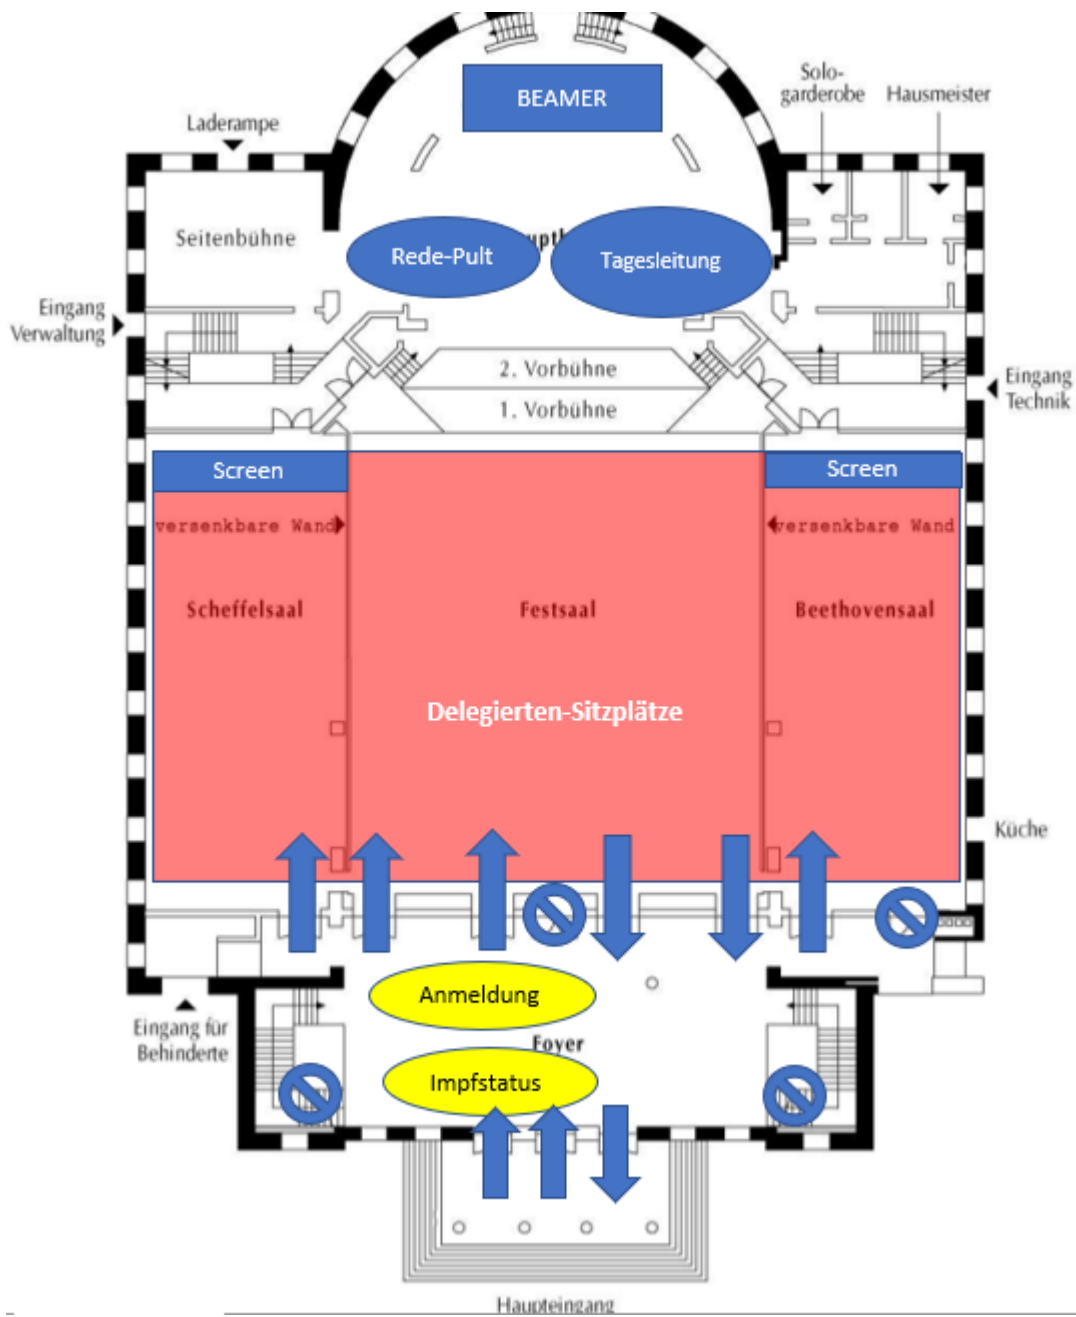 BEAMER
Solo-
garderobe
Hausmeister
Laderampe
Seitenbühne
Rede-Pult
Tagesleitung
Eingang
Verwaltung
2. Vorbühne
1. Vorbühne
Eingang
Technik
Screen
Screen
versenkbare Wand
versenkbare Wand
Scheffelsaal
Festsaal
Beethovensaal
Delegierten-Sitzplätze
Küche
Anmeldung
Eingang für
Behinderte
Foyer
Impfstatus
Haupteingang